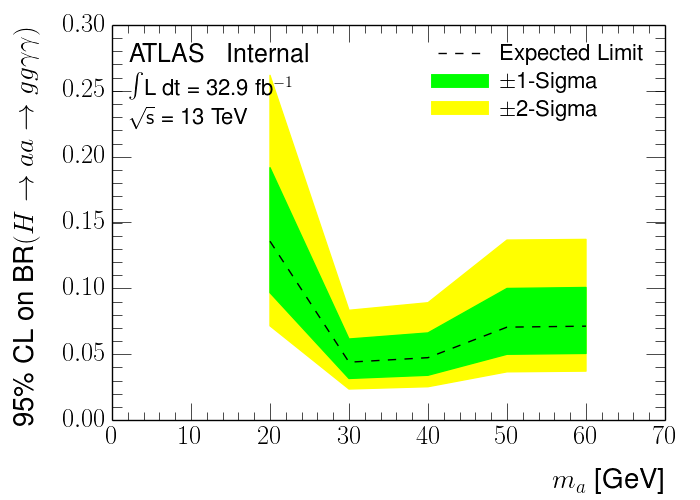 95% CL on BR(H → aa → ggγγ)
0.30
0.25
0.20
0.15
0.10
0.05
0.00
ATLAS Internal
∫L dt = 32.9 fb⁻¹
√s = 13 TeV
Expected Limit
±1-Sigma
±2-Sigma
0 10 20 30 40 50 60 70
mₐ [GeV]